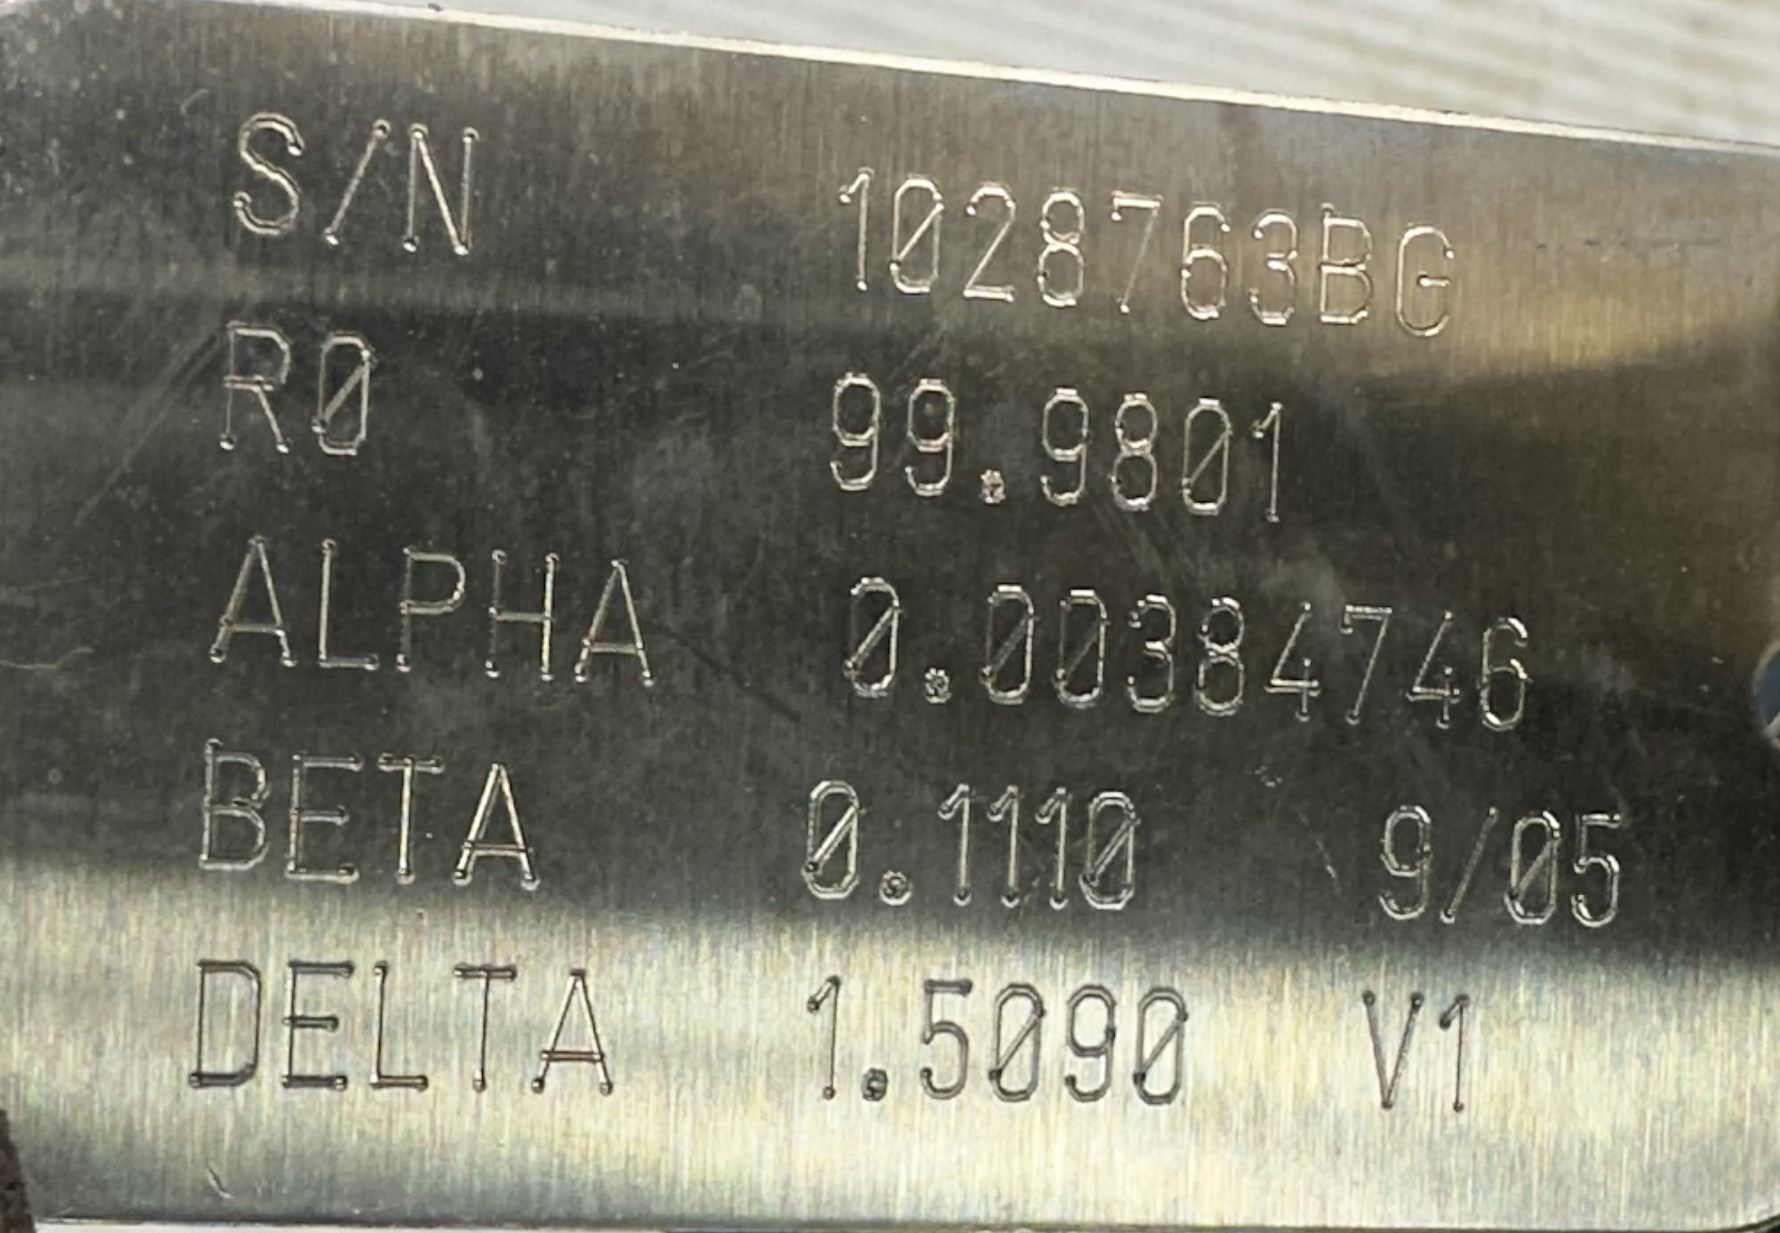 S/N 1028763BG
R0 99.9801
ALPHA 0.00384746
BETA 0.1110 9/05
DELTA 1.5090 V1